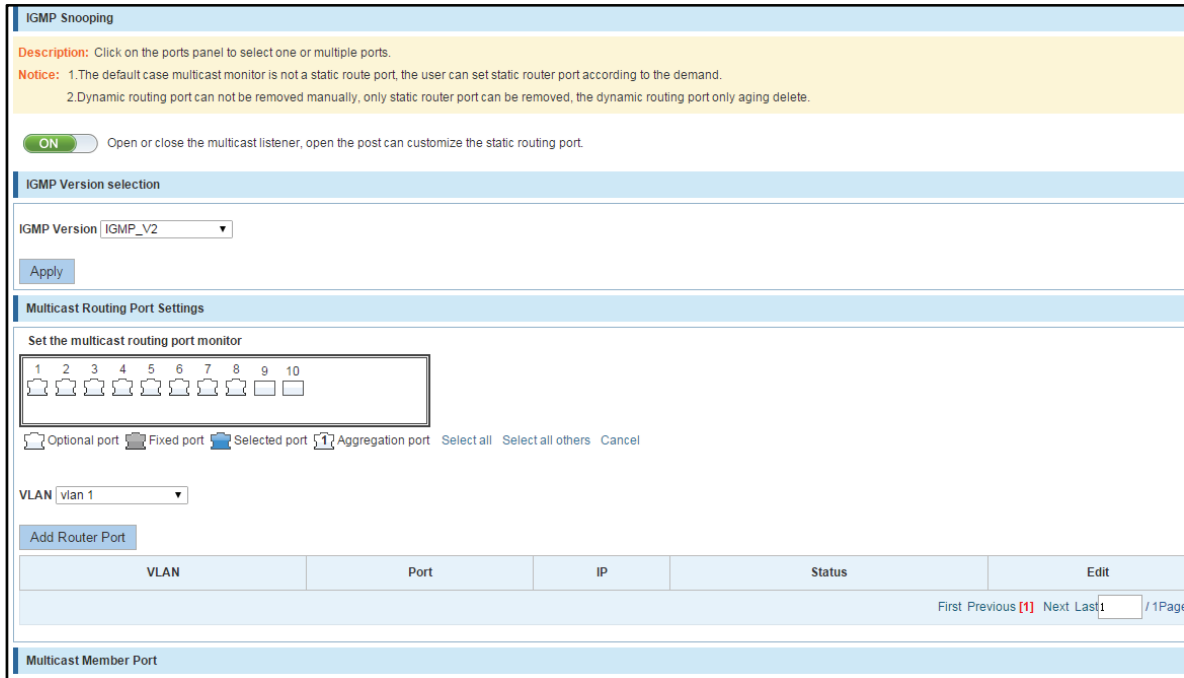 IGMP Snooping
Description: Click on the ports panel to select one or multiple ports.
Notice: 1.The default case multicast monitor is not a static route port, the user can set static router port according to the demand.
2.Dynamic routing port can not be removed manually, only static router port can be removed, the dynamic routing port only aging delete.
ON Open or close the multicast listener, open the post can customize the static routing port.
IGMP Version selection
IGMP Version IGMP_V2
Apply
Multicast Routing Port Settings
Set the multicast routing port monitor
1 2 3 4 5 6 7 8 9 10
Optional port Fixed port Selected port 1 Aggregation port Select all Select all others Cancel
VLAN vlan 1
Add Router Port
VLAN Port IP Status Edit
First Previous [1] Next Last 1 / 1Page
Multicast Member Port